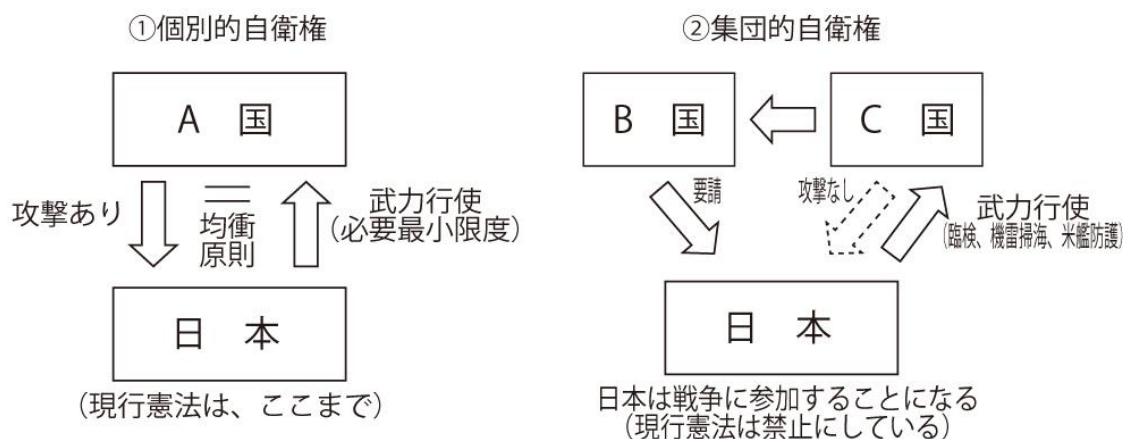 ①個別的自衛権
A 国
攻撃あり
均衡
原則
武力行使
(必要最小限度)
日 本
(現行憲法は、ここまで)
②集団的自衛権
B 国
C 国
要請
攻撃なし
武力行使
(臨検、機雷掃海、米艦防護)
日 本
日本は戦争に参加することになる
(現行憲法は禁止にしている)